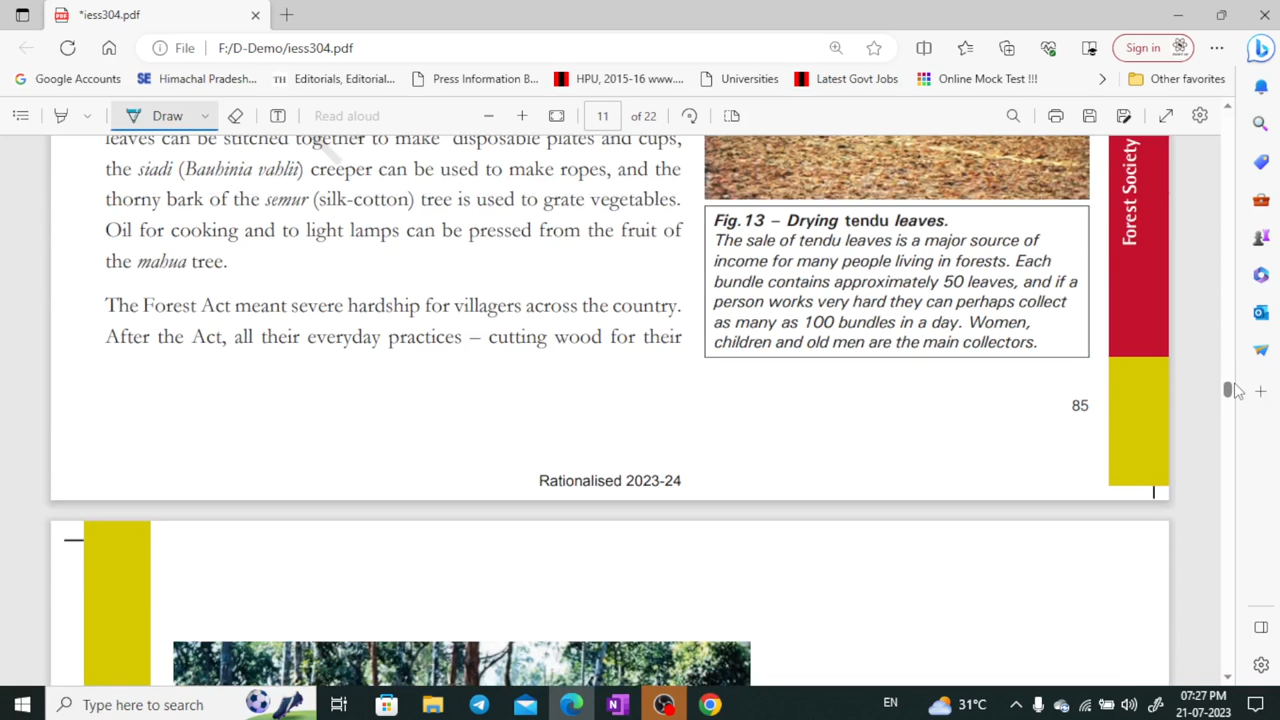 *iess304.pdf
File
F:/D-Demo/iess304.pdf
Sign in
Google Accounts
SE Himachal Pradesh...
TH Editorials, Editorial...
Press Information B...
HPU, 2015-16 www....
Universities
Latest Govt Jobs
Online Mock Test !!!
Other favorites
Draw
Read aloud
11 of 22
leaves can be stitched together to make disposable plates and cups,
the siadi (Bauhinia vahlii) creeper can be used to make ropes, and the
thorny bark of the semur (silk-cotton) tree is used to grate vegetables.
Oil for cooking and to light lamps can be pressed from the fruit of
the mahua tree.
The Forest Act meant severe hardship for villagers across the country.
After the Act, all their everyday practices – cutting wood for their
Fig.13 – Drying tendu leaves.
The sale of tendu leaves is a major source of
income for many people living in forests. Each
bundle contains approximately 50 leaves, and if a
person works very hard they can perhaps collect
as many as 100 bundles in a day. Women,
children and old men are the main collectors.
Forest Society
85
Rationalised 2023-24
Type here to search
EN
31°C
07:27 PM
21-07-2023